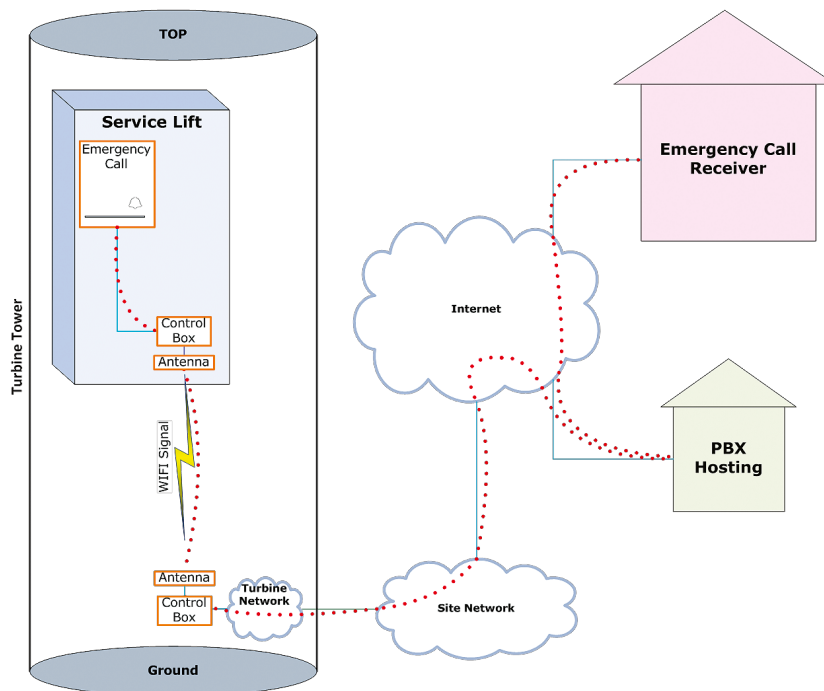 TOP
Service Lift
Emergency
Call
Control
Box
Antenna
Turbine Tower
WIFI Signal
Antenna
Control
Box
Turbine
Network
Ground
Site Network
Internet
Emergency Call
Receiver
PBX
Hosting